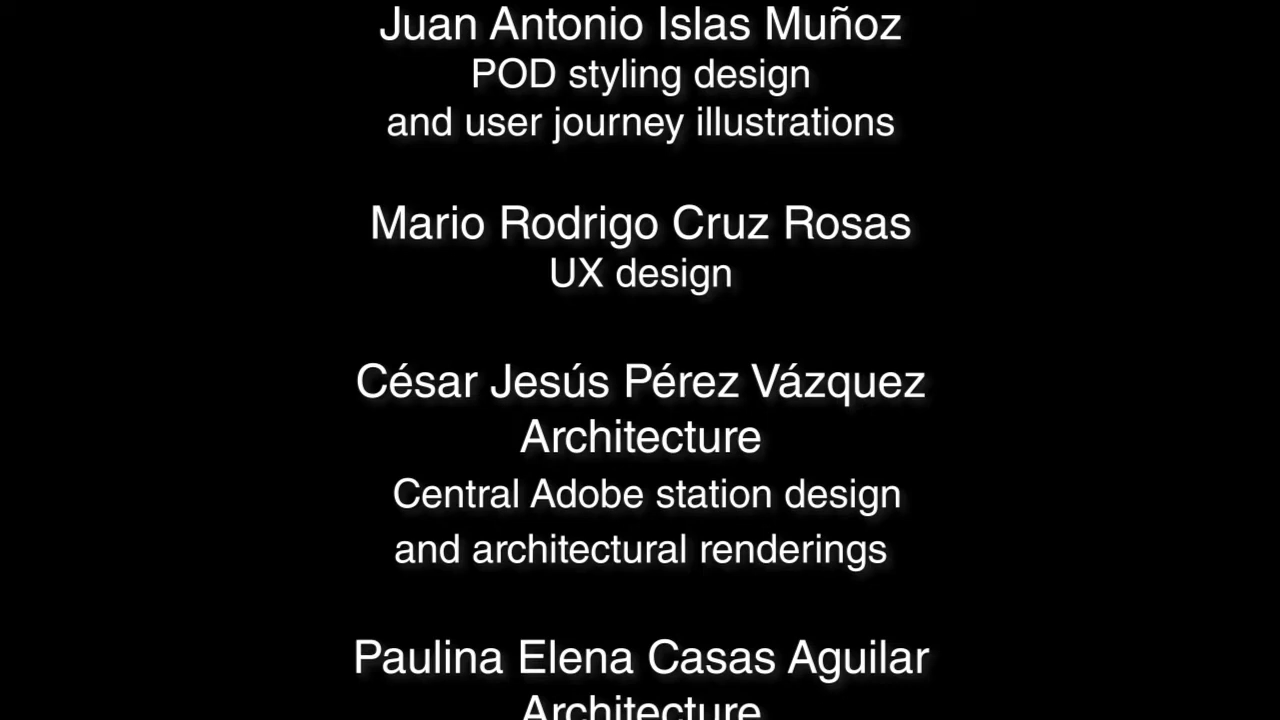 Juan Antonio Islas Muñoz
POD styling design
and user journey illustrations
Mario Rodrigo Cruz Rosas
UX design
César Jesús Pérez Vázquez
Architecture
Central Adobe station design
and architectural renderings
Paulina Elena Casas Aguilar
Architecture